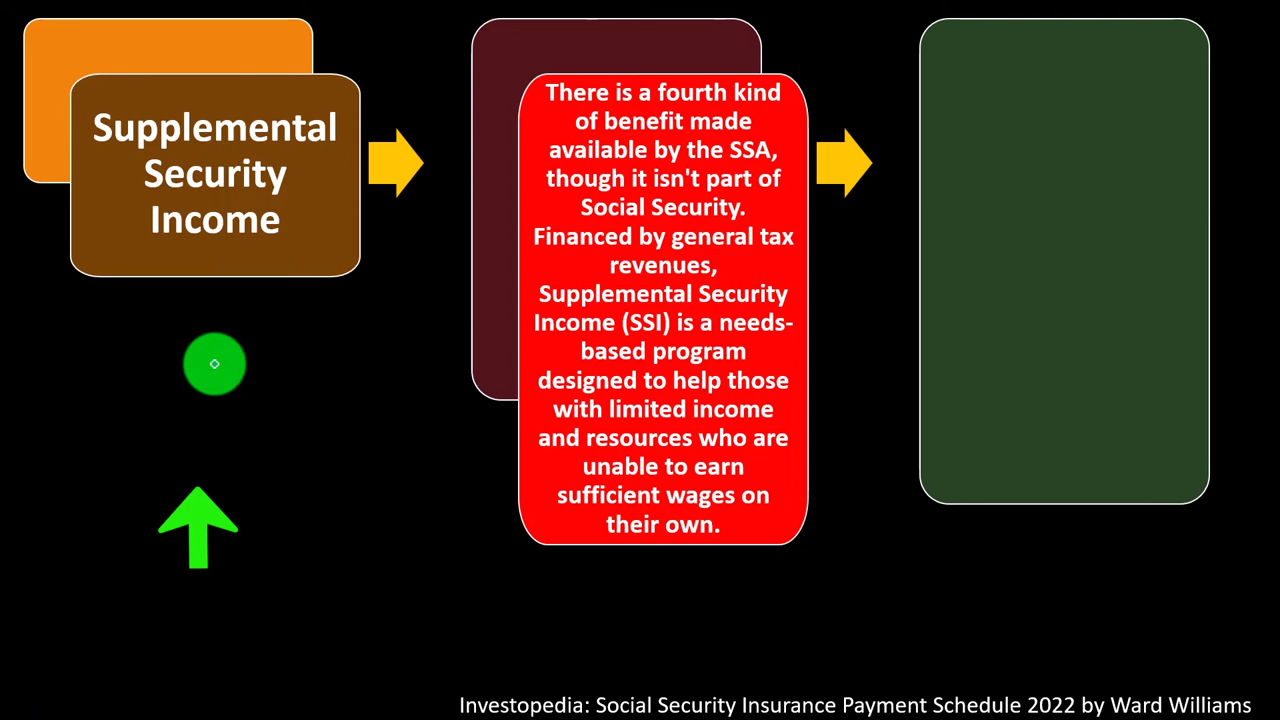 Supplemental
Security
Income
There is a fourth kind
of benefit made
available by the SSA,
though it isn't part of
Social Security.
Financed by general tax
revenues,
Supplemental Security
Income (SSI) is a needs-
based program
designed to help those
with limited income
and resources who are
unable to earn
sufficient wages on
their own.
Investopedia: Social Security Insurance Payment Schedule 2022 by Ward Williams